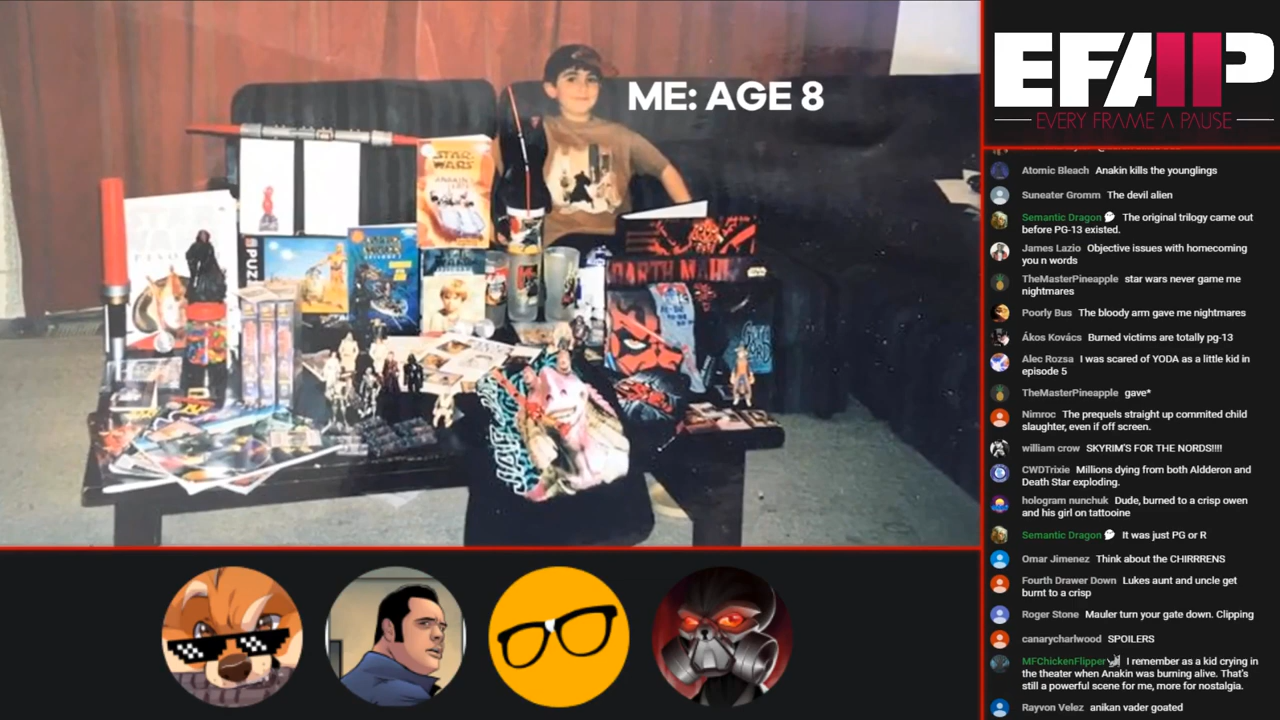 ME: AGE 8
STAR
WARS
ANAKIN
PUZZ
DARTH MAUL
JAR
EFAP
EVERY FRAME A PAUSE
Atomic Bleach Anakin kills the younglings
Suneater Gromm The devil alien
Semantic Dragon The original trilogy came out
before PG-13 existed.
James Lazio Objective issues with homecoming
you n words
TheMasterPineapple star wars never game me
nightmares
Poorly Bus The bloody arm gave me nightmares
Ákos Kovács Burned victims are totally pg-13
Alec Rozsa I was scared of YODA as a little kid in
episode 5
TheMasterPineapple gave*
Nimroc The prequels straight up commited child
slaughter, even if off screen.
william crow SKYRIM'S FOR THE NORDS!!!!
CWDTrixie Millions dying from both Aldderon and
Death Star exploding.
hologram nunchuk Dude, burned to a crisp owen
and his girl on tattooine
Semantic Dragon It was just PG or R
Omar Jimenez Think about the CHIRRRENS
Fourth Drawer Down Lukes aunt and uncle get
burnt to a crisp
Roger Stone Mauler turn your gate down. Clipping
canarycharlwood SPOILERS
MFChickenFlipper I remember as a kid crying in
the theater when Anakin was burning alive. That's
still a powerful scene for me, more for nostalgia.
Rayvon Velez anikan vader goated